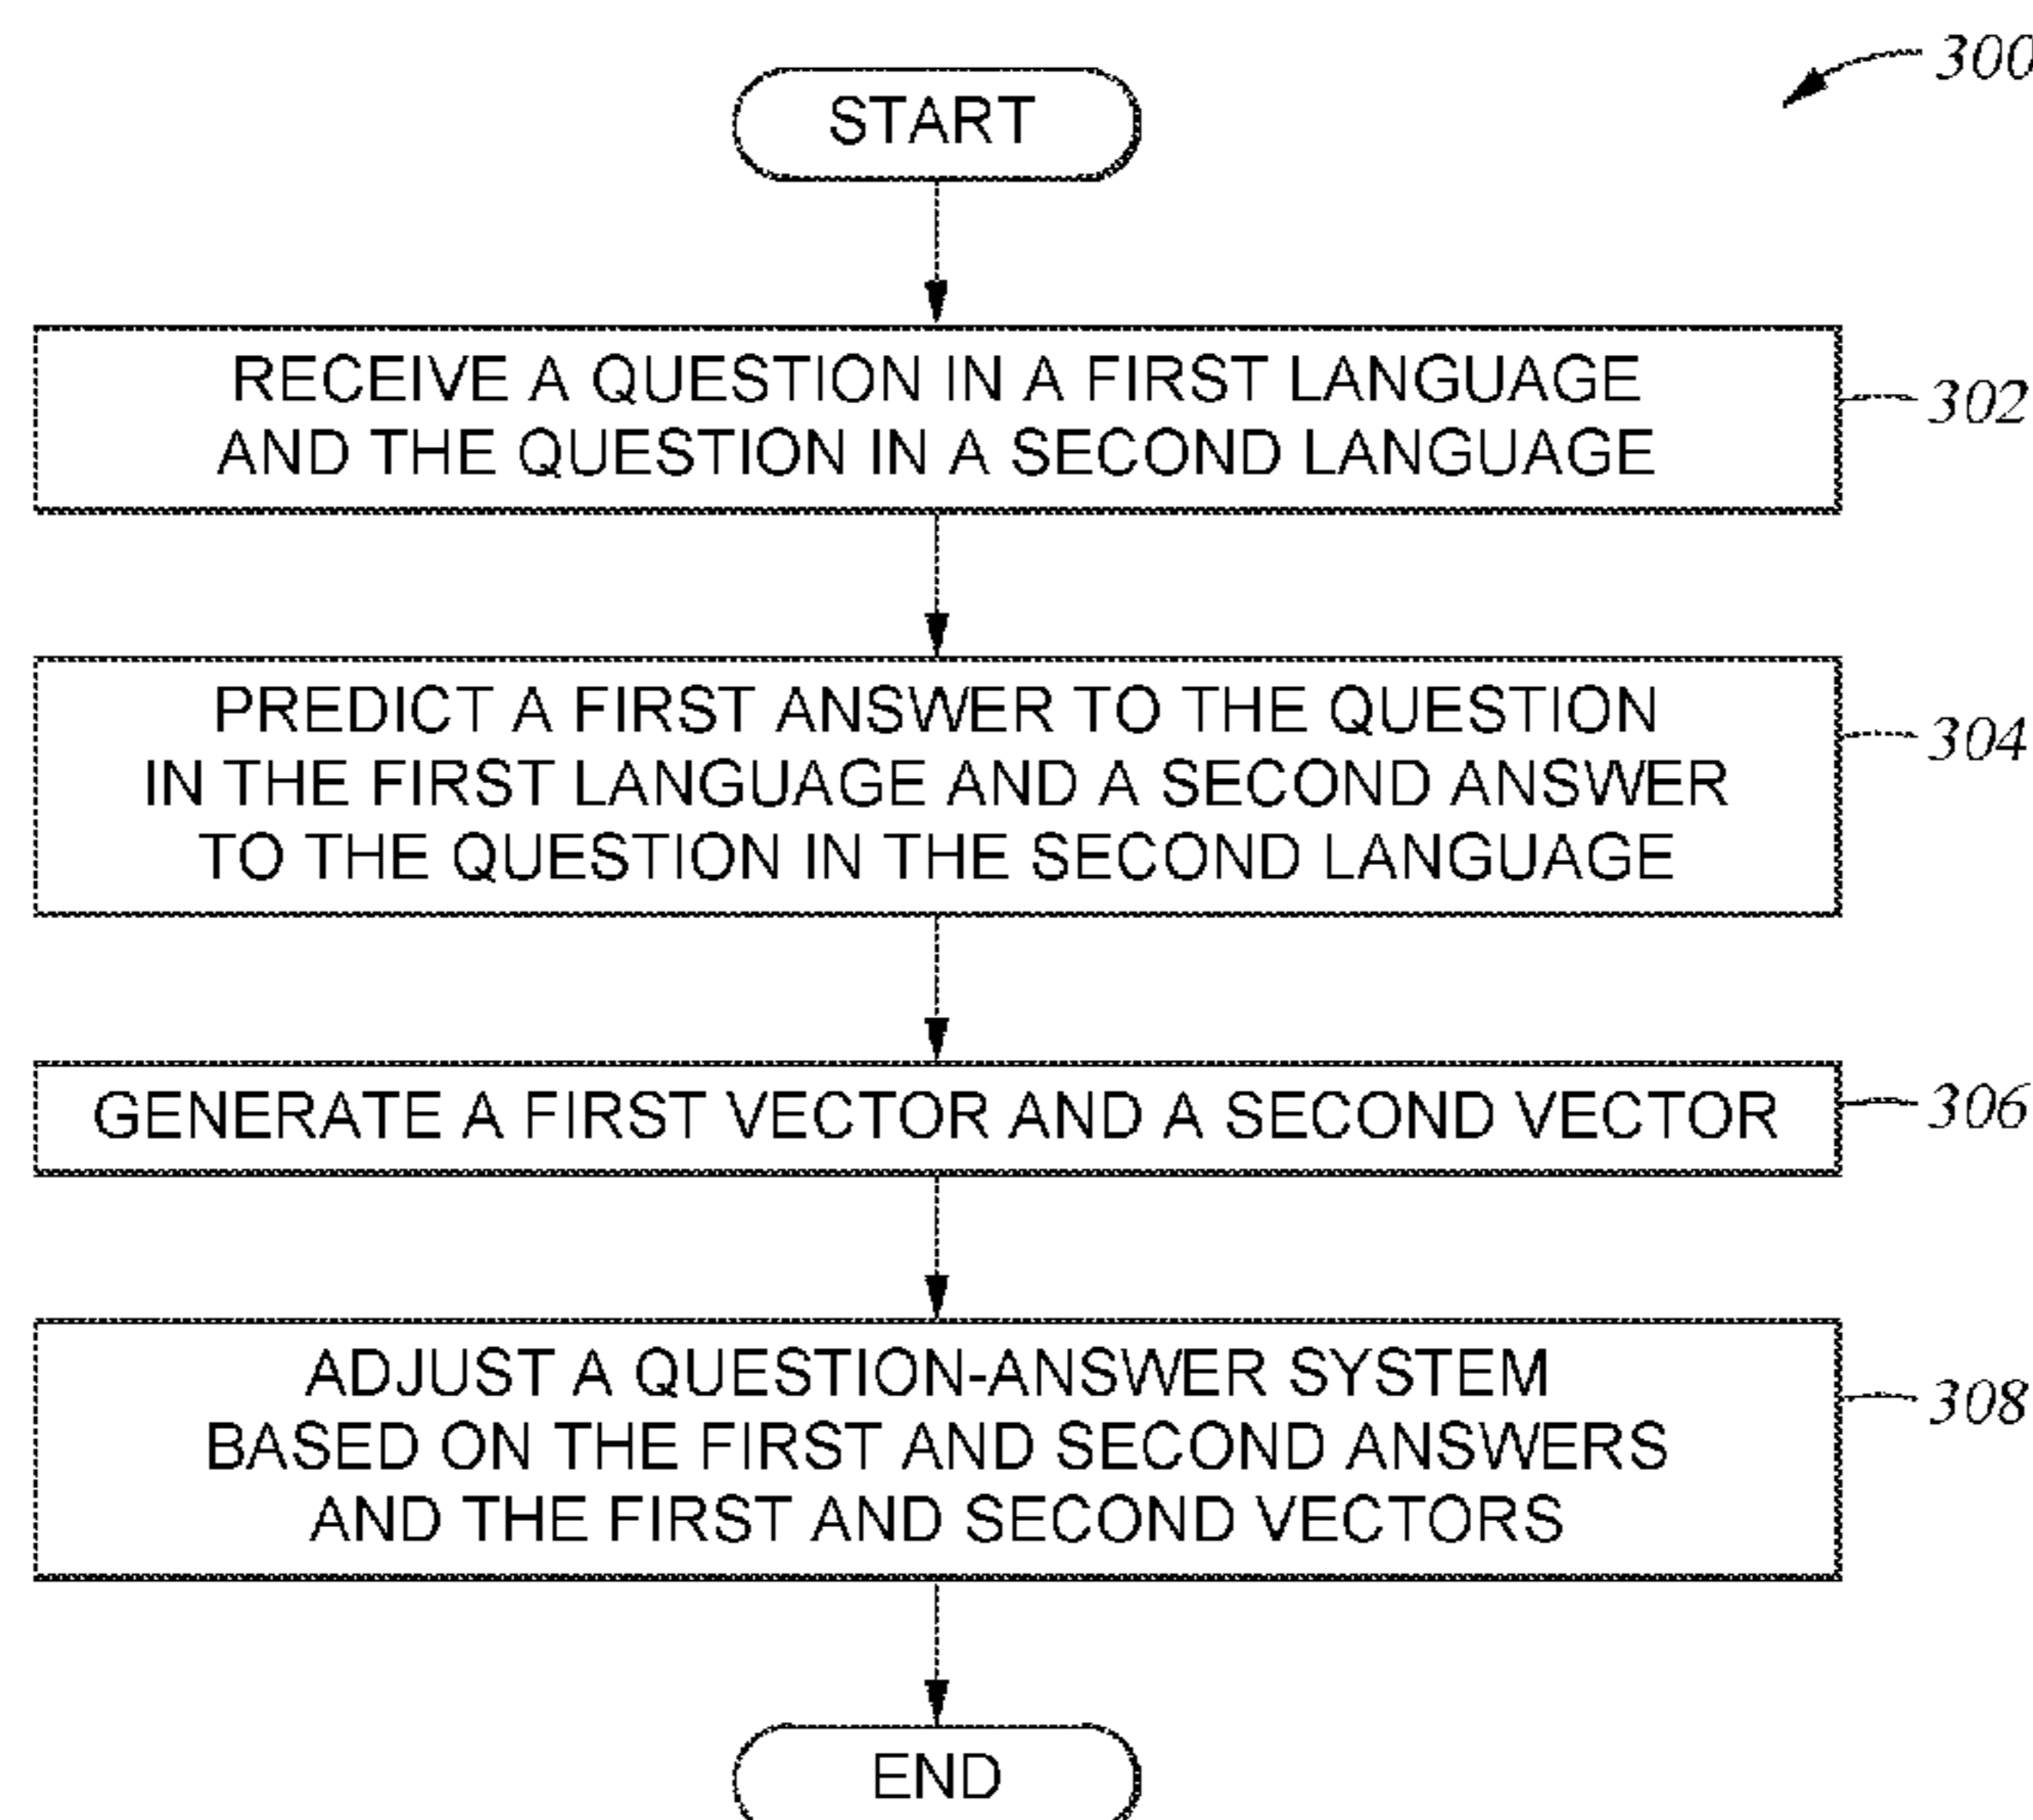 300
START
RECEIVE A QUESTION IN A FIRST LANGUAGE
AND THE QUESTION IN A SECOND LANGUAGE
302
PREDICT A FIRST ANSWER TO THE QUESTION
IN THE FIRST LANGUAGE AND A SECOND ANSWER
TO THE QUESTION IN THE SECOND LANGUAGE
304
GENERATE A FIRST VECTOR AND A SECOND VECTOR
306
ADJUST A QUESTION-ANSWER SYSTEM
BASED ON THE FIRST AND SECOND ANSWERS
AND THE FIRST AND SECOND VECTORS
308
END